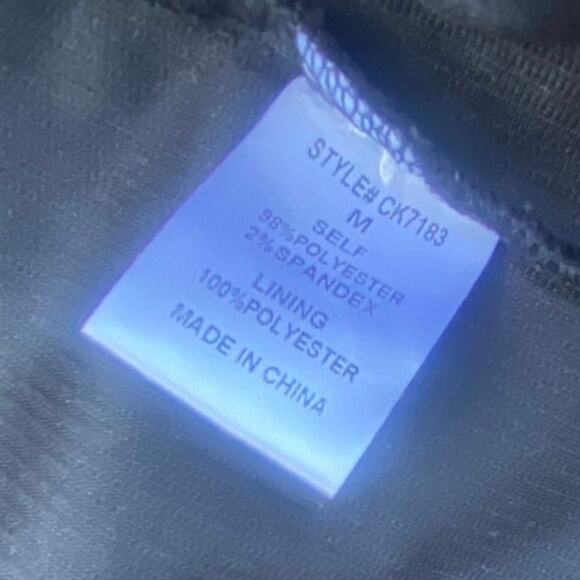 STYLE# CK7183
M
SELF
98%POLYESTER
2%SPANDEX
LINING
100%POLYESTER
MADE IN CHINA